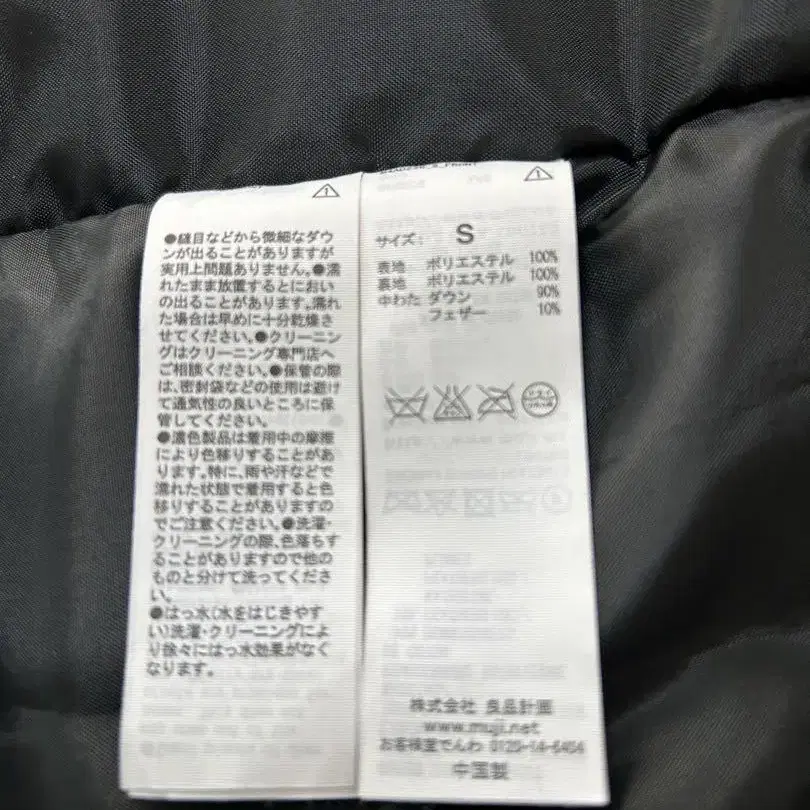 ●縫目などから微細なダウ
ンが出ることがありますが
実用上問題ありません。●濡
れたまま放置するとにおい
の出ることがあります。濡れ
た場合は早めに十分乾燥さ
せてください。●クリーニン
グはクリーニング専門店へ
ご相談ください。●保管の際
は、密封袋などの使用は避け
て通気性の良いところに保
管してください。
●濃色製品は着用中の摩擦
により色移りすることがあ
ります。特に、雨や汗などで
濡れた状態で着用すると色
移りすることがありますの
でご注意ください。●洗濯・
クリーニングの際、色落ちす
ることがありますので他の
ものと分けて洗ってくださ
い。
●はっ水(水をはじきやす
い)洗濯・クリーニングによ
り徐々にはっ水効果がなく
なります。
サイズ: S
表地 ポリエステル 100%
裏地 ポリエステル 100%
中わた ダウン 90%
フェザー 10%
株式会社 良品計画
www.muji.net
お客様室でんわ 0120-14-6404
中国製